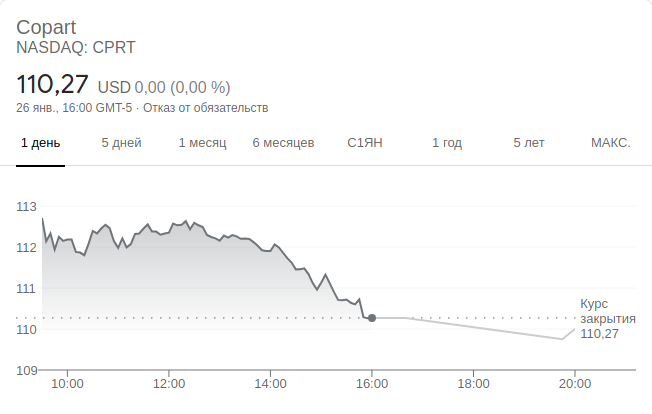 Copart
NASDAQ: CPRT
110,27 USD 0,00 (0,00 %)
26 янв., 16:00 GMT-5 · Отказ от обязательств
1 день 5 дней 1 месяц 6 месяцев С1ЯН 1 год 5 лет МАКС.
113
112
111
110
109
Курс
закрытия
110,27
10:00 12:00 14:00 16:00 18:00 20:00